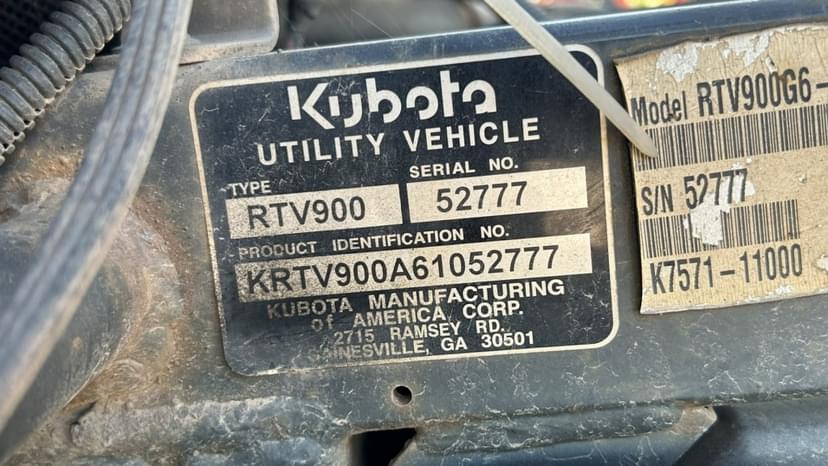 Kubota
UTILITY VEHICLE
TYPE
SERIAL NO.
RTV900
52777
PRODUCT IDENTIFICATION NO.
KRTV900A61052777
KUBOTA MANUFACTURING
of AMERICA CORP.
2715 RAMSEY RD.
GAINESVILLE, GA 30501
Model RTV900G6-
S/N 52777
K7571-11000